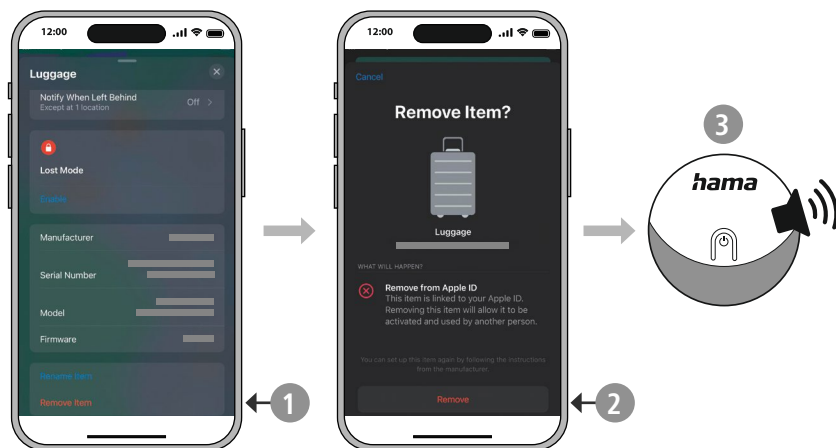 12:00
Luggage
Notify When Left Behind
Except at 1 location
Off >
Lost Mode
Enable
Manufacturer
Serial Number
Model
Firmware
Rename Item
Remove Item
1
12:00
Cancel
Remove Item?
Luggage
WHAT WILL HAPPEN?
Remove from Apple ID
This item is linked to your Apple ID.
Removing this item will allow it to be
activated and used by another person.
You can set up this item again by following the instructions
from the manufacturer.
Remove
2
3
hama